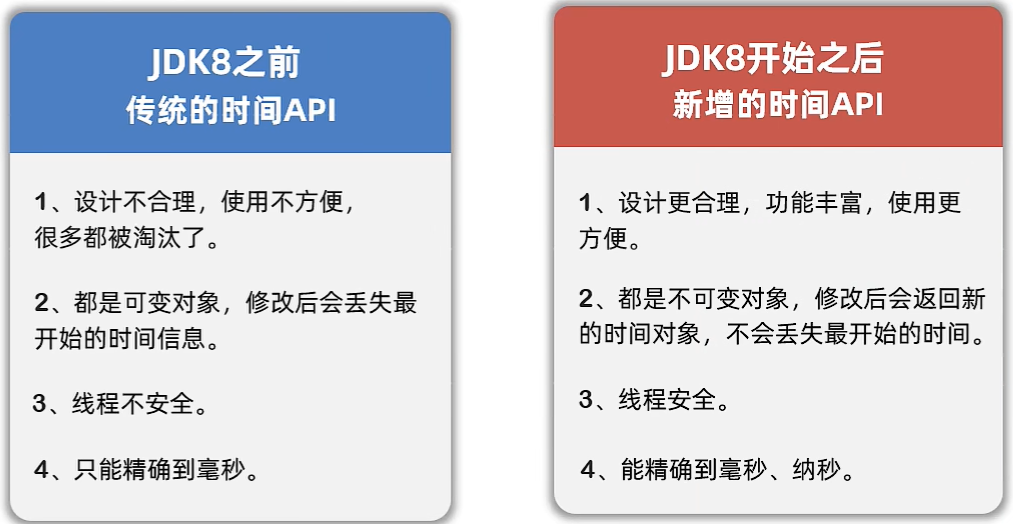 JDK8之前
传统的时间API
1、设计不合理，使用不方便，
很多都被淘汰了。
2、都是可变对象，修改后会丢失最
开始的时间信息。
3、线程不安全。
4、只能精确到毫秒。
JDK8开始之后
新增的时间API
1、设计更合理，功能丰富，使用更
方便。
2、都是不可变对象，修改后会返回新
的时间对象，不会丢失最开始的时间。
3、线程安全。
4、能精确到毫秒、纳秒。